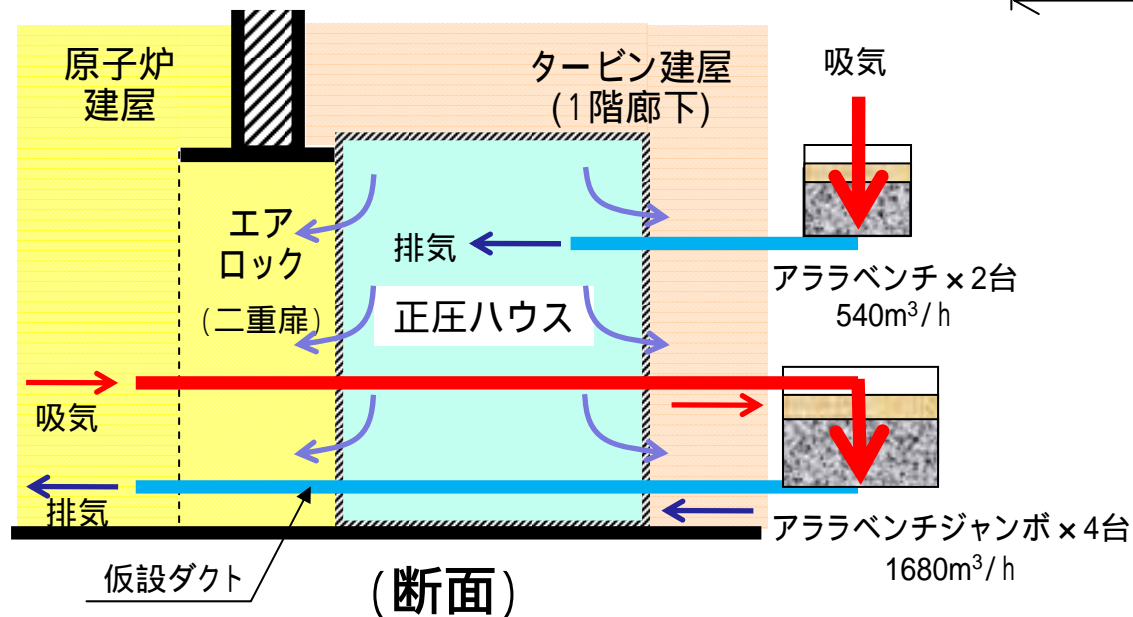 原子炉
建屋
タービン建屋
(1階廊下)
吸気
エア
ロック
(二重扉)
排気
正圧ハウス
アララベンチ×2台
540m³/h
吸気
排気
アララベンチジャンボ×4台
1680m³/h
仮設ダクト
(断面)